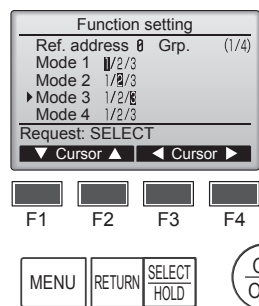 Function setting
Ref. address 0 Grp. (1/4)
Mode 1 1/2/3
Mode 2 1/2/3
Mode 3 1/2/3
Mode 4 1/2/3
Request: SELECT
▼ Cursor ▲ ◀ Cursor ▶
F1 F2 F3 F4
MENU RETURN SELECT
HOLD